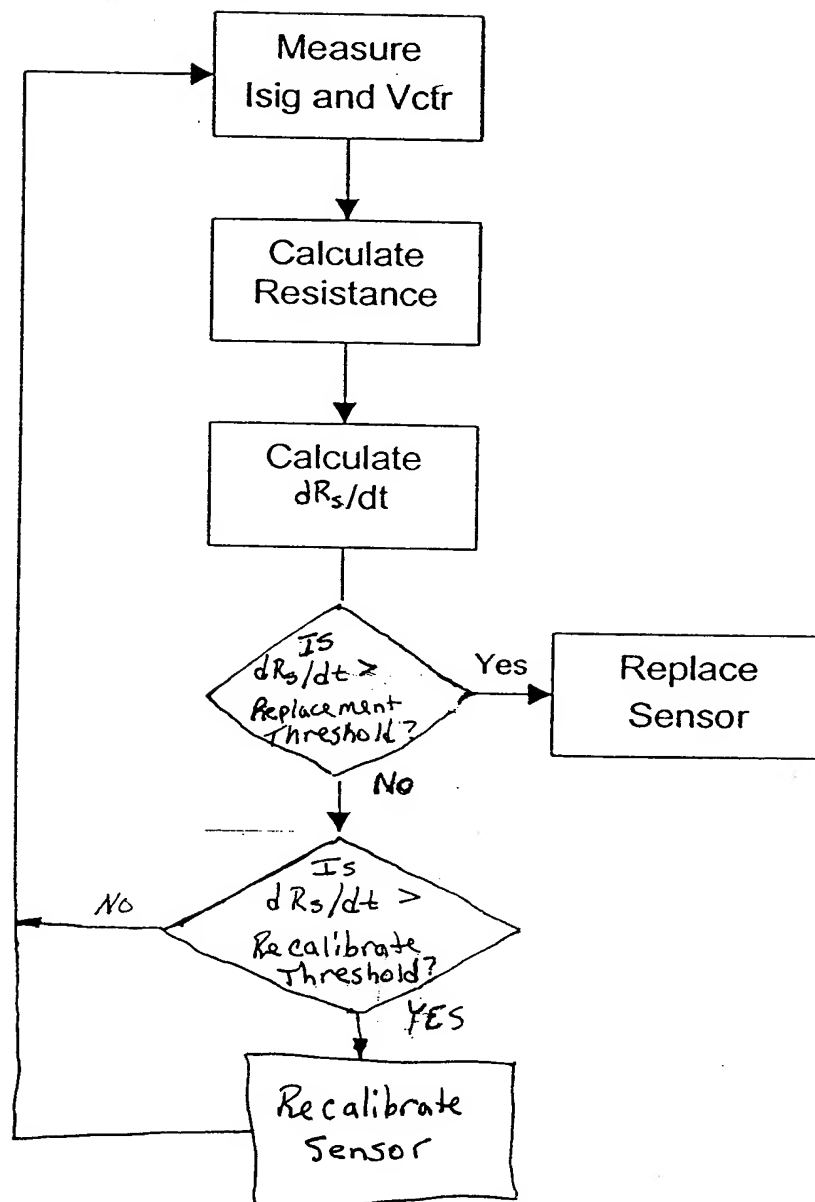 Measure
Isig and Vctr
Calculate
Resistance
Calculate
dRs/dt
Is
dRs/dt >
Replacement
Threshold?
Yes
Replace
Sensor
No
Is
dRs/dt >
Recalibrate
Threshold?
No
YES
Recalibrate
Sensor